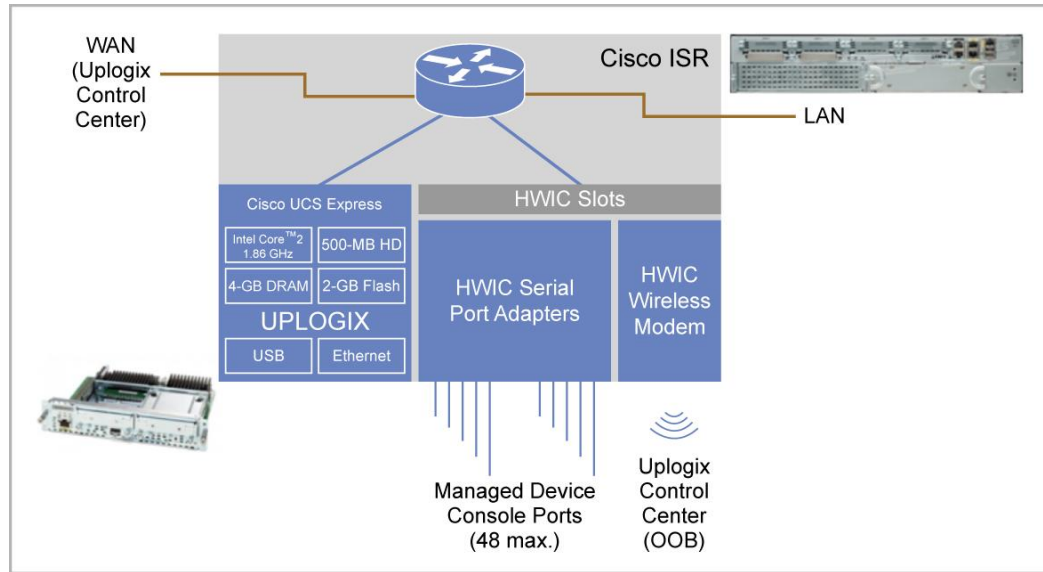 WAN
(Uplogix
Control
Center)
Cisco ISR
LAN
Cisco UCS Express
HWIC Slots
Intel Core™2
1.86 GHz
500-MB HD
4-GB DRAM
2-GB Flash
UPLOGIX
USB
Ethernet
HWIC Serial
Port Adapters
HWIC
Wireless
Modem
Managed Device
Console Ports
(48 max.)
Uplogix
Control
Center
(OOB)